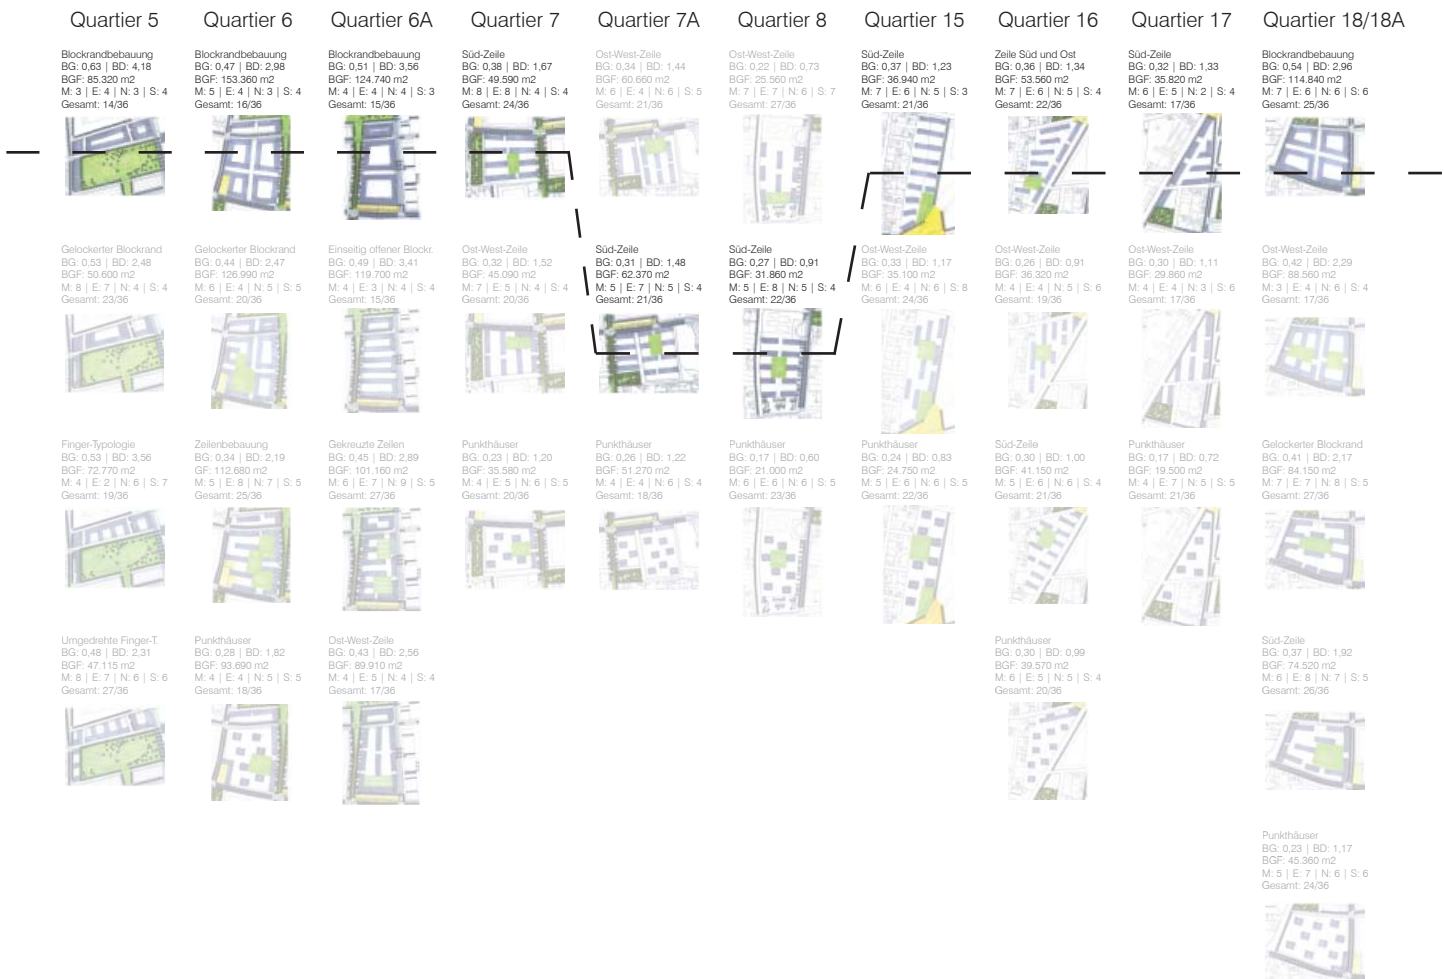 Quartier 5
Quartier 6
Quartier 6A
Quartier 7
Quartier 7A
Quartier 8
Quartier 15
Quartier 16
Quartier 17
Quartier 18/18A
Blockrandbebauung
BG: 0,63 | BD: 4,18
BGF: 85.320 m2
M: 3 | E: 4 | N: 3 | S: 4
Gesamt: 14/36
Blockrandbebauung
BG: 0,47 | BD: 2,98
BGF: 153.360 m2
M: 5 | E: 4 | N: 3 | S: 4
Gesamt: 16/36
Blockrandbebauung
BG: 0,51 | BD: 3,56
BGF: 124.740 m2
M: 4 | E: 4 | N: 4 | S: 3
Gesamt: 15/36
Süd-Zeile
BG: 0,38 | BD: 1,67
BGF: 49.590 m2
M: 8 | E: 8 | N: 4 | S: 4
Gesamt: 24/36
Ost-West-Zeile
BG: 0,34 | BD: 1,44
BGF: 60.660 m2
M: 6 | E: 4 | N: 6 | S: 5
Gesamt: 21/36
Ost-West-Zeile
BG: 0,22 | BD: 0,73
BGF: 25.560 m2
M: 7 | E: 7 | N: 6 | S: 7
Gesamt: 27/36
Süd-Zeile
BG: 0,37 | BD: 1,23
BGF: 36.940 m2
M: 7 | E: 6 | N: 5 | S: 3
Gesamt: 21/36
Zeile Süd und Ost
BG: 0,36 | BD: 1,34
BGF: 53.560 m2
M: 7 | E: 6 | N: 5 | S: 4
Gesamt: 22/36
Süd-Zeile
BG: 0,32 | BD: 1,33
BGF: 35.820 m2
M: 6 | E: 5 | N: 2 | S: 4
Gesamt: 17/36
Blockrandbebauung
BG: 0,54 | BD: 2,96
BGF: 114.840 m2
M: 7 | E: 6 | N: 6 | S: 6
Gesamt: 25/36
Gelockerter Blockrand
BG: 0,53 | BD: 2,48
BGF: 50.600 m2
M: 8 | E: 7 | N: 4 | S: 4
Gesamt: 23/36
Gelockerter Blockrand
BG: 0,44 | BD: 2,47
BGF: 126.990 m2
M: 6 | E: 4 | N: 5 | S: 5
Gesamt: 20/36
Einseitig offener Blockr.
BG: 0,49 | BD: 3,41
BGF: 119.700 m2
M: 4 | E: 3 | N: 4 | S: 4
Gesamt: 15/36
Ost-West-Zeile
BG: 0,32 | BD: 1,52
BGF: 45.090 m2
M: 7 | E: 5 | N: 4 | S: 4
Gesamt: 20/36
Süd-Zeile
BG: 0,31 | BD: 1,48
BGF: 62.370 m2
M: 5 | E: 7 | N: 5 | S: 4
Gesamt: 21/36
Süd-Zeile
BG: 0,27 | BD: 0,91
BGF: 31.860 m2
M: 5 | E: 8 | N: 5 | S: 4
Gesamt: 22/36
Ost-West-Zeile
BG: 0,33 | BD: 1,17
BGF: 35.100 m2
M: 6 | E: 4 | N: 6 | S: 8
Gesamt: 24/36
Ost-West-Zeile
BG: 0,26 | BD: 0,91
BGF: 36.320 m2
M: 4 | E: 4 | N: 5 | S: 6
Gesamt: 19/36
Ost-West-Zeile
BG: 0,30 | BD: 1,11
BGF: 29.860 m2
M: 4 | E: 4 | N: 3 | S: 6
Gesamt: 17/36
Ost-West-Zeile
BG: 0,42 | BD: 2,29
BGF: 88.560 m2
M: 3 | E: 4 | N: 6 | S: 4
Gesamt: 17/36
Finger-Typologie
BG: 0,53 | BD: 3,56
BGF: 72.770 m2
M: 4 | E: 2 | N: 6 | S: 7
Gesamt: 19/36
Zeilenbebauung
BG: 0,34 | BD: 2,19
GF: 112.680 m2
M: 5 | E: 8 | N: 7 | S: 5
Gesamt: 25/36
Gekreuzte Zeilen
BG: 0,45 | BD: 2,89
BGF: 101.160 m2
M: 6 | E: 7 | N: 9 | S: 5
Gesamt: 27/36
Punkthäuser
BG: 0,23 | BD: 1,20
BGF: 35.580 m2
M: 4 | E: 5 | N: 6 | S: 5
Gesamt: 20/36
Punkthäuser
BG: 0,26 | BD: 1,22
BGF: 51.270 m2
M: 4 | E: 4 | N: 6 | S: 4
Gesamt: 18/36
Punkthäuser
BG: 0,17 | BD: 0,60
BGF: 21.000 m2
M: 6 | E: 6 | N: 6 | S: 5
Gesamt: 23/36
Punkthäuser
BG: 0,24 | BD: 0,83
BGF: 24.750 m2
M: 5 | E: 6 | N: 6 | S: 5
Gesamt: 22/36
Süd-Zeile
BG: 0,30 | BD: 1,00
BGF: 41.150 m2
M: 5 | E: 6 | N: 6 | S: 4
Gesamt: 21/36
Punkthäuser
BG: 0,17 | BD: 0,72
BGF: 19.500 m2
M: 4 | E: 7 | N: 5 | S: 5
Gesamt: 21/36
Gelockerter Blockrand
BG: 0,41 | BD: 2,17
BGF: 84.150 m2
M: 7 | E: 7 | N: 8 | S: 5
Gesamt: 27/36
Umgedrehte Finger-T.
BG: 0,48 | BD: 2,31
BGF: 47.115 m2
M: 8 | E: 7 | N: 6 | S: 6
Gesamt: 27/36
Punkthäuser
BG: 0,28 | BD: 1,82
BGF: 93.690 m2
M: 4 | E: 4 | N: 5 | S: 5
Gesamt: 18/36
Ost-West-Zeile
BG: 0,43 | BD: 2,56
BGF: 89.910 m2
M: 4 | E: 5 | N: 4 | S: 4
Gesamt: 17/36
Punkthäuser
BG: 0,30 | BD: 0,99
BGF: 39.570 m2
M: 6 | E: 5 | N: 5 | S: 4
Gesamt: 20/36
Süd-Zeile
BG: 0,37 | BD: 1,92
BGF: 74.520 m2
M: 6 | E: 8 | N: 7 | S: 5
Gesamt: 26/36
Punkthäuser
BG: 0,23 | BD: 1,17
BGF: 45.360 m2
M: 5 | E: 7 | N: 6 | S: 6
Gesamt: 24/36